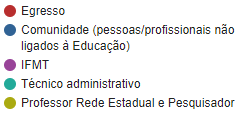 Egresso
Comunidade (pessoas/profissionais não
ligados à Educação)
IFMT
Técnico administrativo
Professor Rede Estadual e Pesquisador